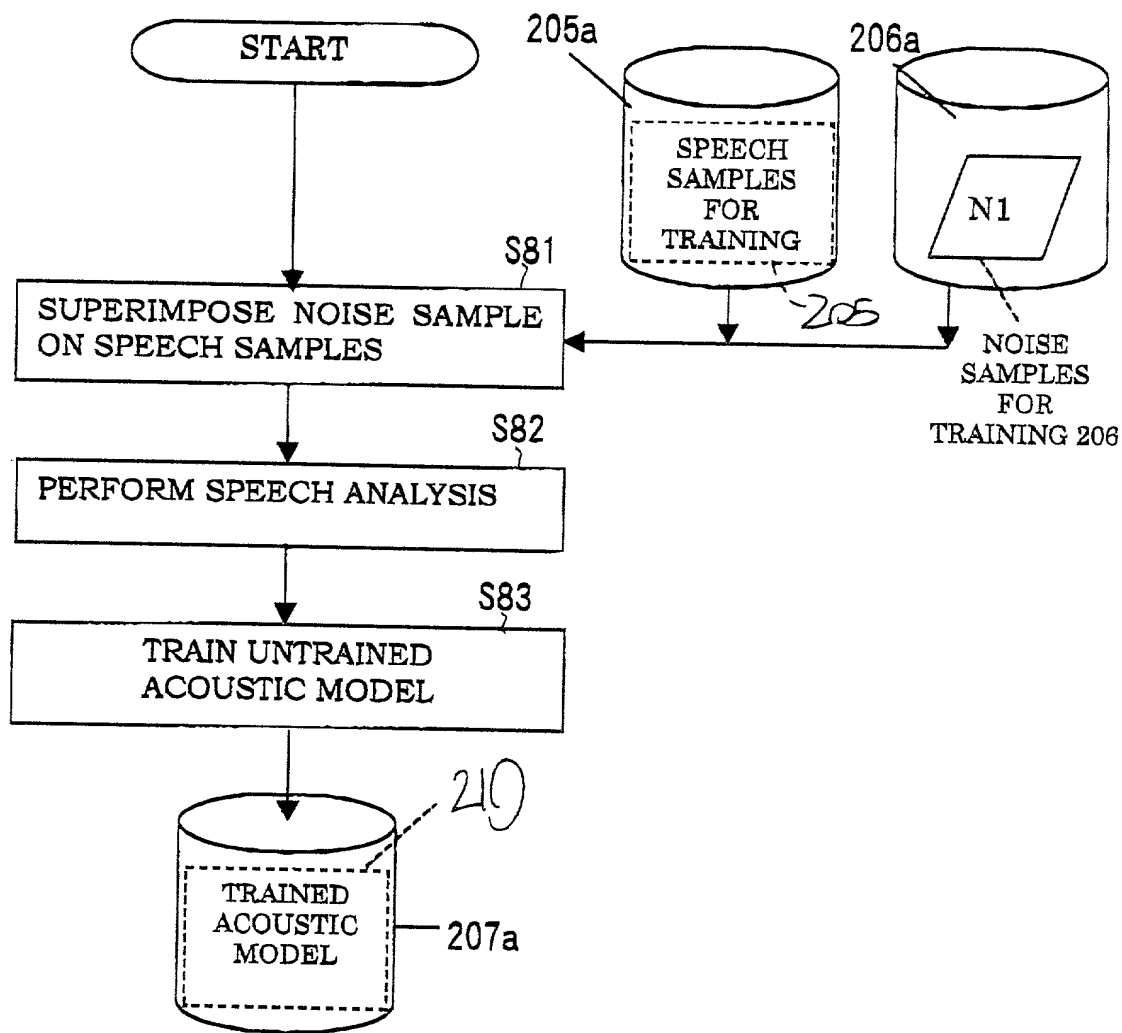 START
205a
206a
SPEECH
SAMPLES
FOR
TRAINING
N1
205
NOISE
SAMPLES
FOR
TRAINING 206
S81
SUPERIMPOSE NOISE SAMPLE
ON SPEECH SAMPLES
S82
PERFORM SPEECH ANALYSIS
S83
TRAIN UNTRAINED
ACOUSTIC MODEL
210
TRAINED
ACOUSTIC
MODEL
207a